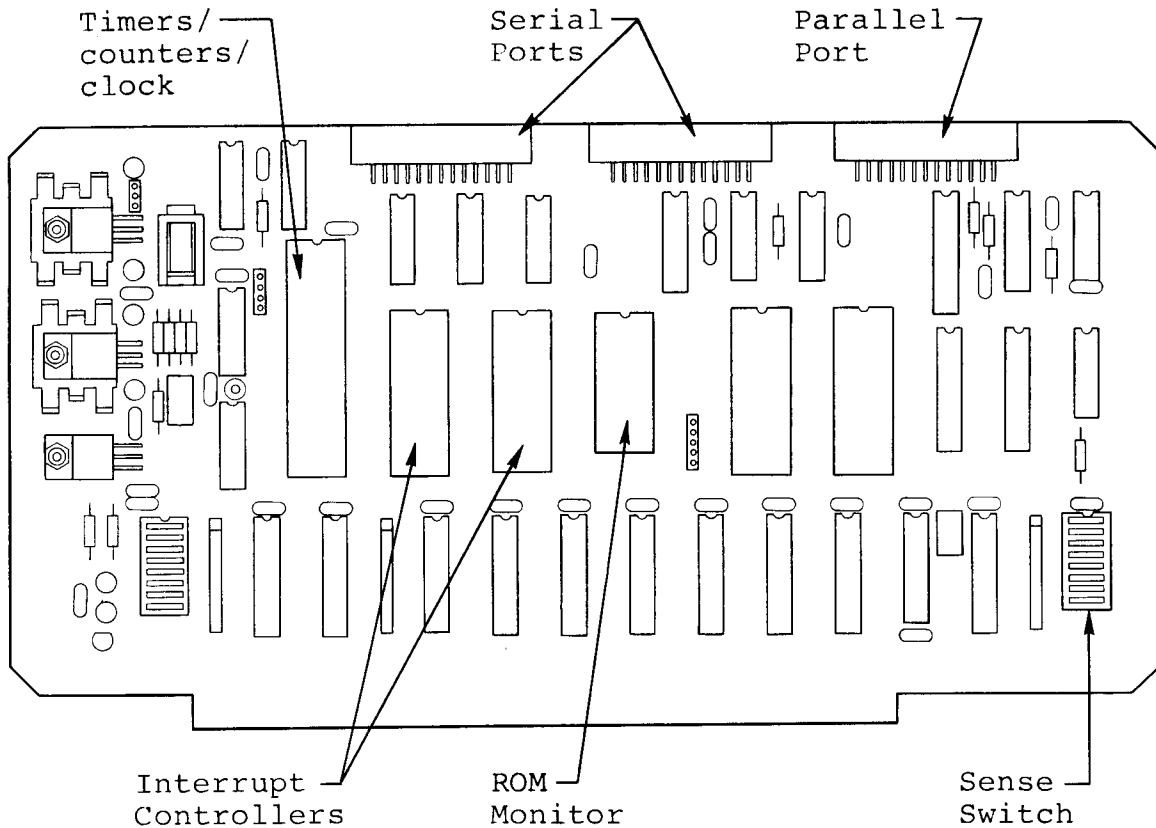 Timers/
counters/
clock
Serial
Ports
Parallel
Port
Interrupt
Controllers
ROM
Monitor
Sense
Switch